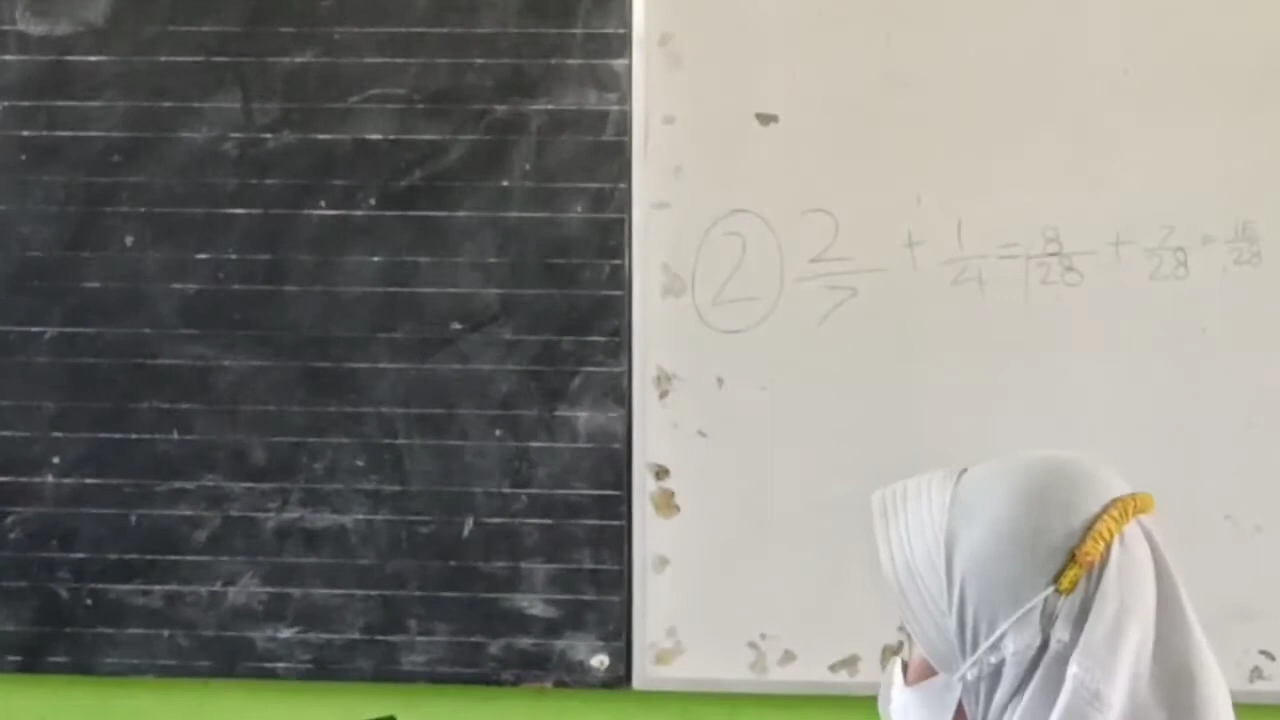 ② 2/7 + 1/4 = 8/28 + 7/28 = 15/28